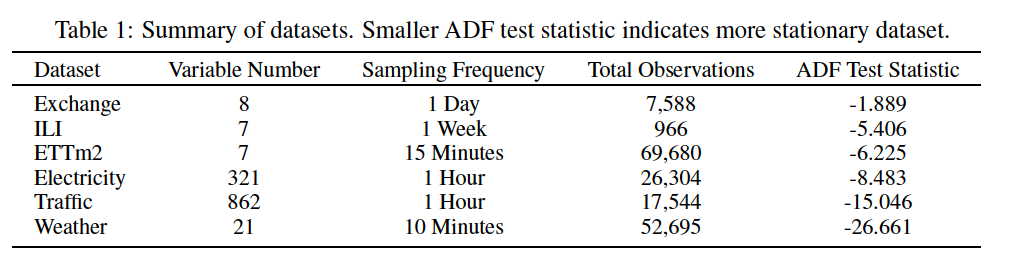 Table 1: Summary of datasets. Smaller ADF test statistic indicates more stationary dataset.
Dataset Variable Number Sampling Frequency Total Observations ADF Test Statistic
Exchange 8 1 Day 7,588 -1.889
ILI 7 1 Week 966 -5.406
ETTm2 7 15 Minutes 69,680 -6.225
Electricity 321 1 Hour 26,304 -8.483
Traffic 862 1 Hour 17,544 -15.046
Weather 21 10 Minutes 52,695 -26.661